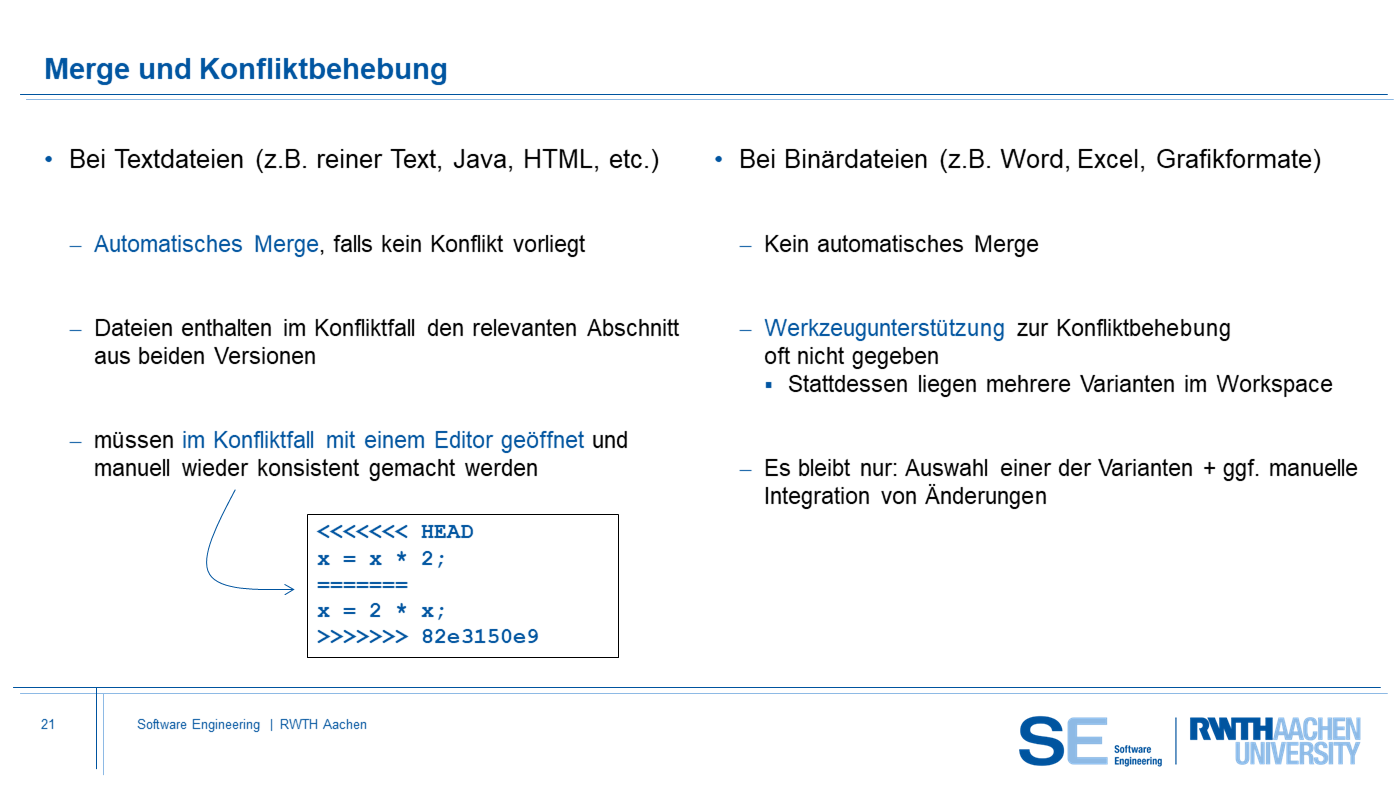 Merge und Konfliktbehebung
• Bei Textdateien (z.B. reiner Text, Java, HTML, etc.)
– Automatisches Merge, falls kein Konflikt vorliegt
– Dateien enthalten im Konfliktfall den relevanten Abschnitt
aus beiden Versionen
– müssen im Konfliktfall mit einem Editor geöffnet und
manuell wieder konsistent gemacht werden
<<<<<<< HEAD
x = x * 2;
=======
x = 2 * x;
>>>>>>> 82e3150e9
• Bei Binärdateien (z.B. Word, Excel, Grafikformate)
– Kein automatisches Merge
– Werkzeugunterstützung zur Konfliktbehebung
oft nicht gegeben
▪ Stattdessen liegen mehrere Varianten im Workspace
– Es bleibt nur: Auswahl einer der Varianten + ggf. manuelle
Integration von Änderungen
21
Software Engineering | RWTH Aachen
SE Software
Engineering
RWTHAACHEN
UNIVERSITY